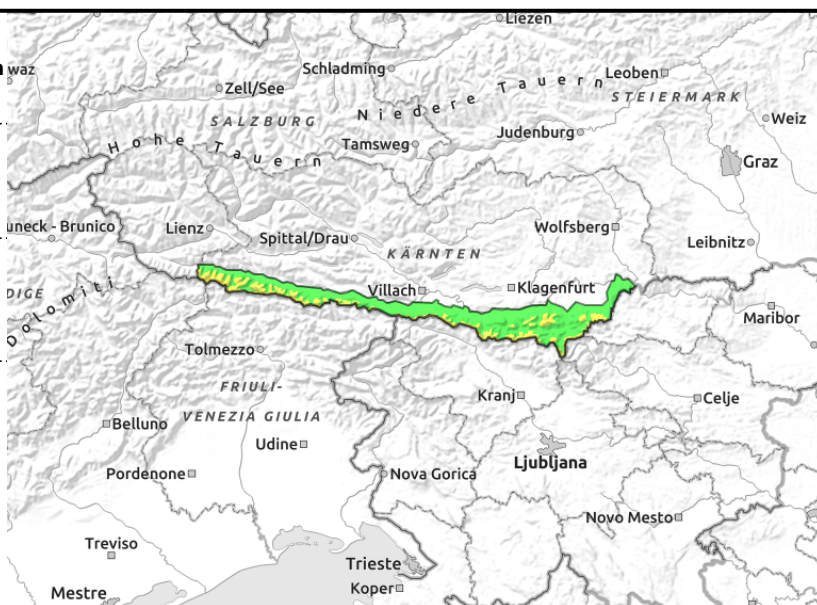 Liezen
n
waz
Schladming
Leoben
Zell/See
Niedere Tauern
STEIERMARK
SALZBURG
Weiz
Judenburg
Hohe Tauern
Tamsweg
Graz
uneck - Brunico
Lienz
Wolfsberg
Spittal/Drau
KÄRNTEN
Leibnitz
DIGE
Villach
Klagenfurt
Dolomiti
Maribor
Tolmezzo
FRIULI-
VENEZIA GIULIA
Kranj
Celje
Belluno
Udine
Ljubljana
Pordenone
Nova Gorica
Novo Mesto
Treviso
Trieste
Koper
Mestre